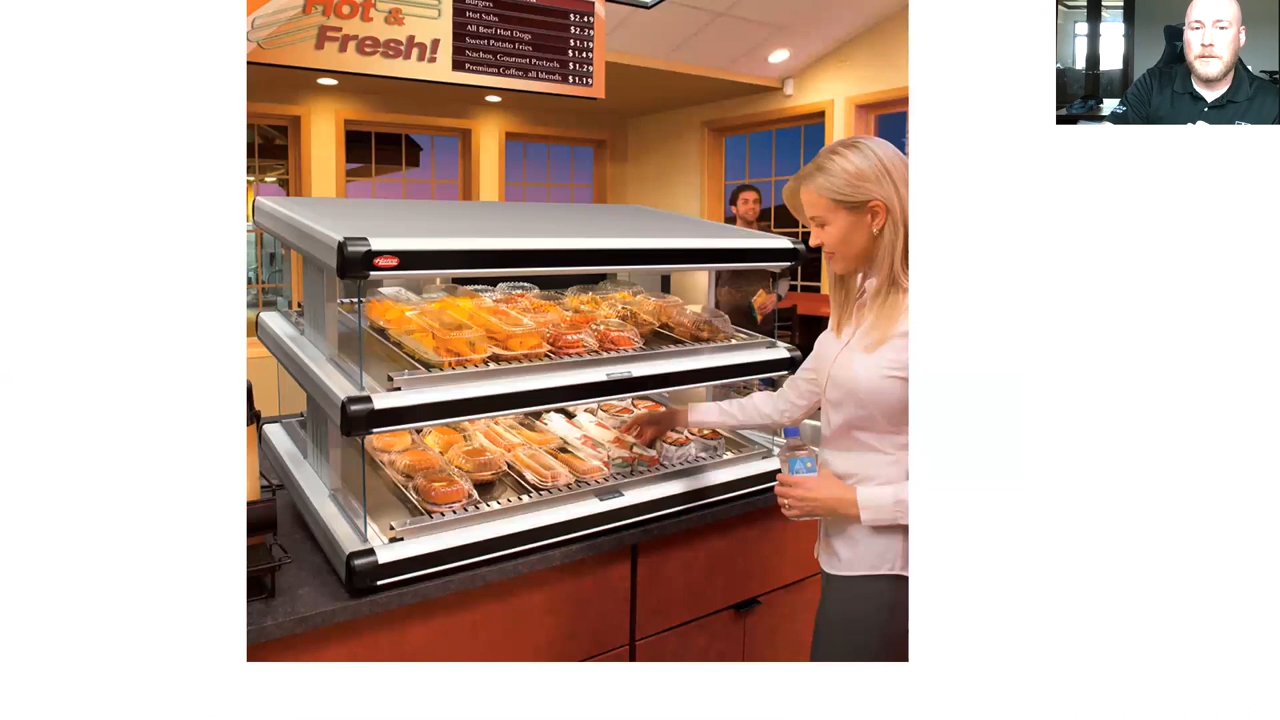 Hot &
Fresh!
Burgers
Hot Subs $2.49
All Beef Hot Dogs $2.29
Sweet Potato Fries $1.19
Nachos, Gourmet Pretzels $1.49
Premium Coffee, all blends $1.29
$1.19
Hatco